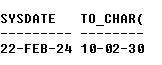 SYSDATE   TO_CHAR(
--------- --------
22-FEB-24 10-02-30